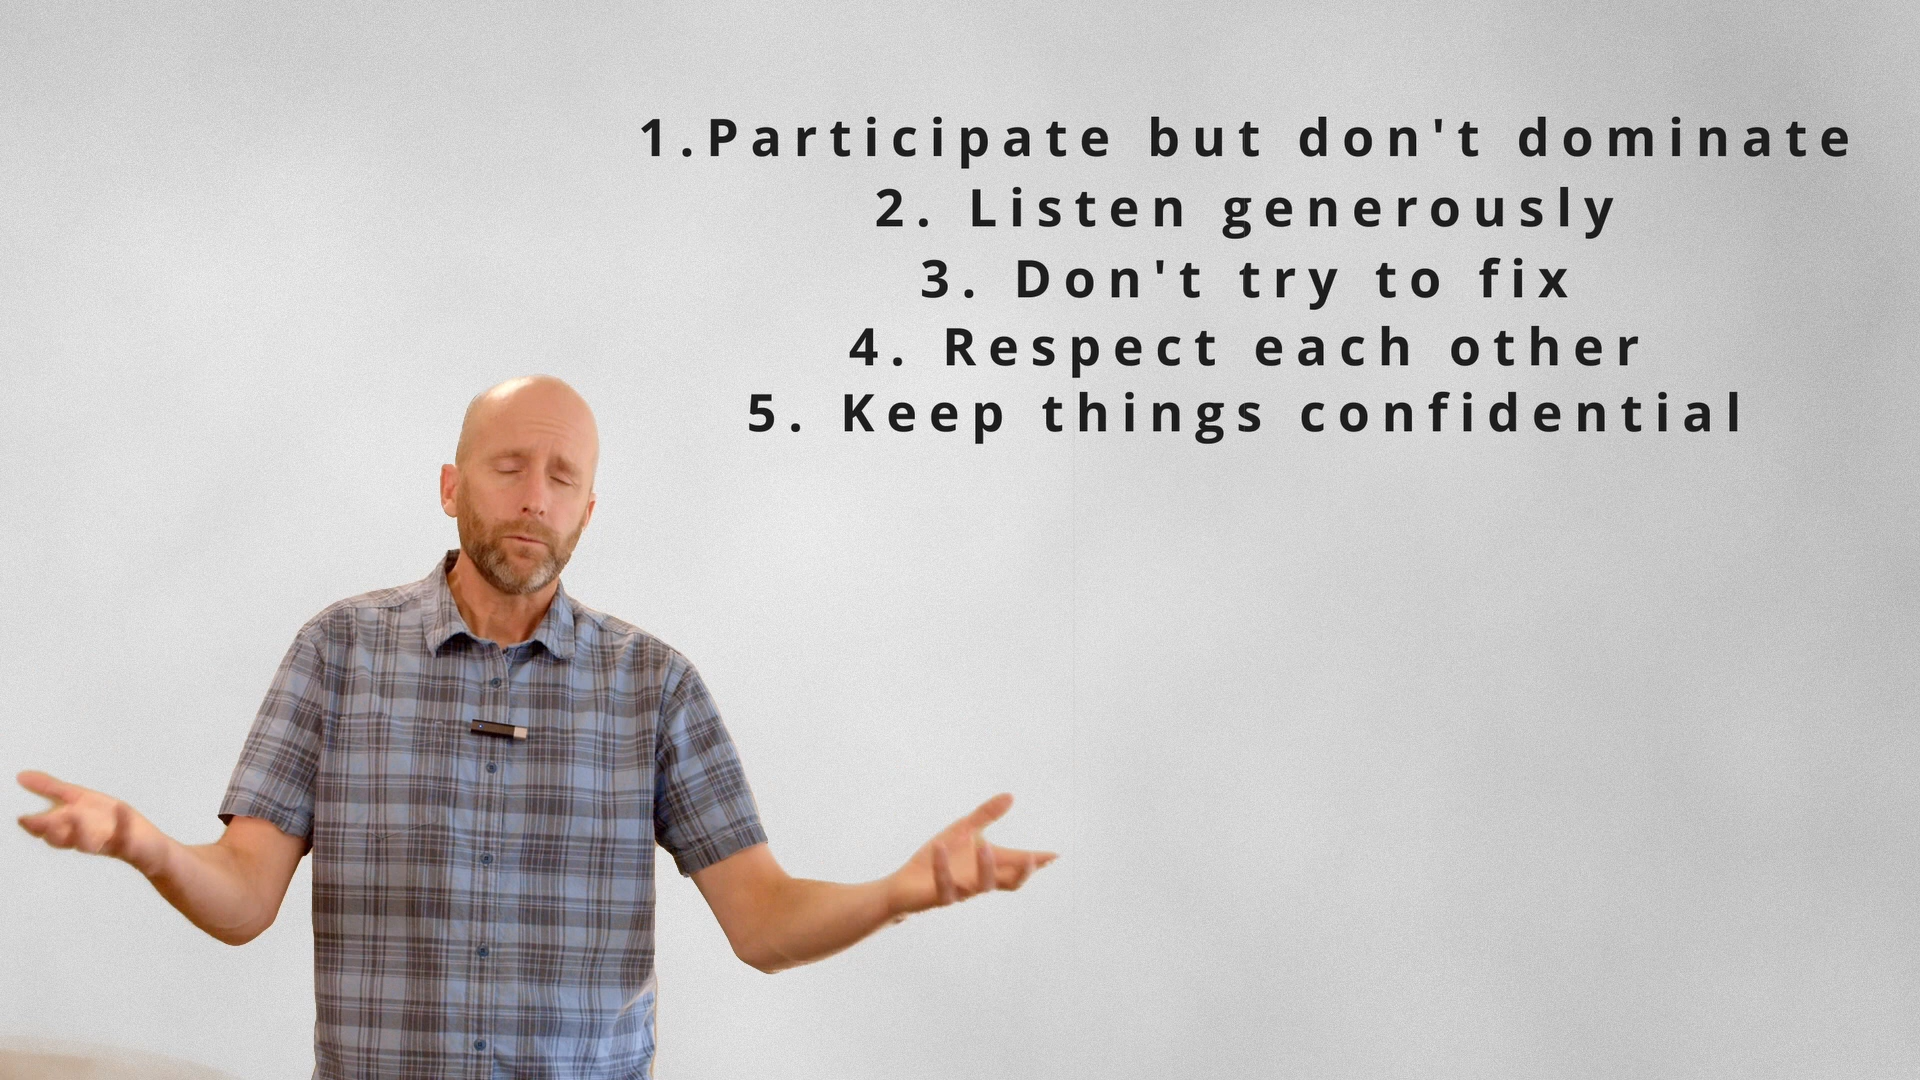 1.Participate but don't dominate
2. Listen generously
3. Don't try to fix
4. Respect each other
5. Keep things confidential